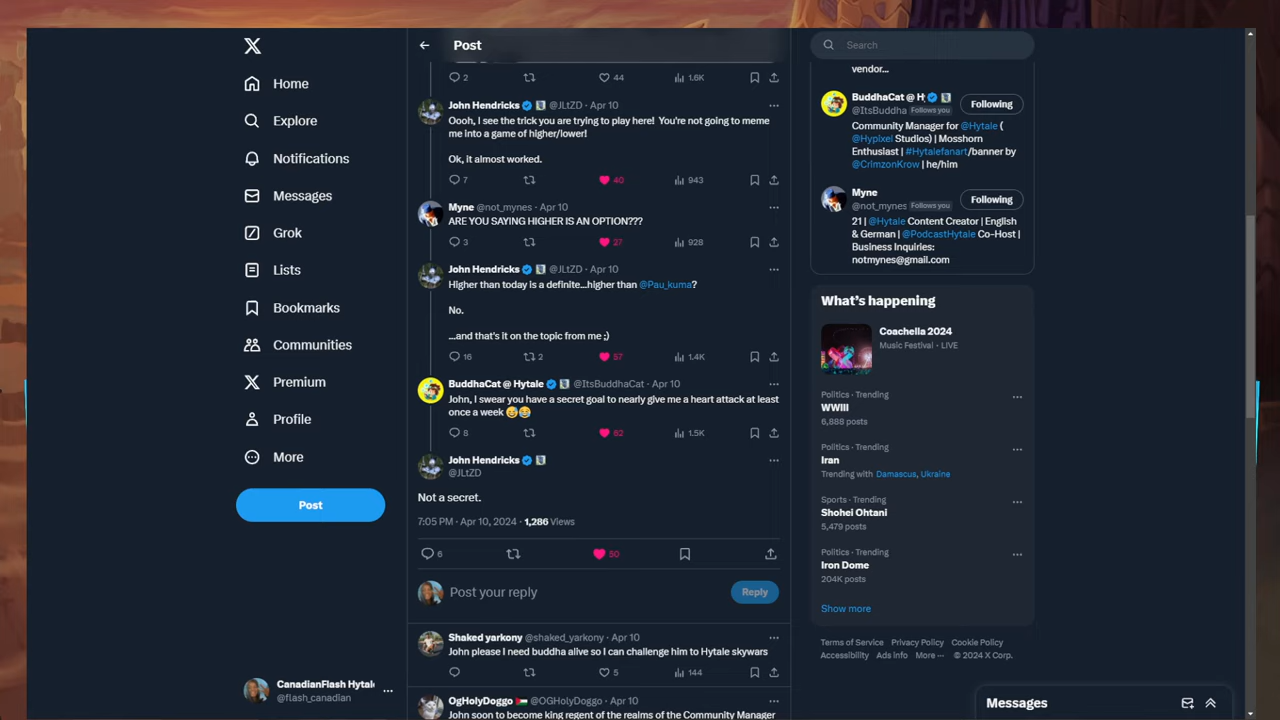 Home
Explore
Notifications
Messages
Grok
Lists
Bookmarks
Communities
Premium
Profile
More
Post
CanadianFlash Hytale
@flash_canadian
Post
2 44 1.6K
John Hendricks @JLtZD · Apr 10
Oooh, I see the trick you are trying to play here! You're not going to meme
me into a game of higher/lower!
Ok, it almost worked.
7 40 943
Myne @not_mynes · Apr 10
ARE YOU SAYING HIGHER IS AN OPTION???
3 27 928
John Hendricks @JLtZD · Apr 10
Higher than today is a definite...higher than @Pau_kuma?
No.
...and that's it on the topic from me ;)
16 2 57 1.4K
BuddhaCat @ Hytale @ItsBuddhaCat · Apr 10
John, I swear you have a secret goal to nearly give me a heart attack at least
once a week 😅😂
8 82 1.5K
John Hendricks
@JLtZD
Not a secret.
7:05 PM · Apr 10, 2024 · 1,286 Views
6 50
Post your reply
Reply
Shaked yarkony @shaked_yarkony · Apr 10
John please I need buddha alive so I can challenge him to Hytale skywars
5 144
OgHolyDoggo 🇵🇸 @OGHolyDoggo · Apr 10
John soon to become king regent of the realms of the Community Manager
Search
vendor...
BuddhaCat @ Hy
@ItsBuddha Follows you
Following
Community Manager for @Hytale (
@Hypixel Studios) | Mosshorn
Enthusiast | #Hytalefanart/banner by
@CrimzonKrow | he/him
Myne
@not_mynes Follows you
Following
21 | @Hytale Content Creator | English
& German | @PodcastHytale Co-Host |
Business Inquiries:
notmynes@gmail.com
What's happening
Coachella 2024
Music Festival · LIVE
Politics · Trending
WWIII
6,888 posts
Politics · Trending
Iran
Trending with Damascus, Ukraine
Sports · Trending
Shohei Ohtani
5,479 posts
Politics · Trending
Iron Dome
204K posts
Show more
Terms of Service Privacy Policy Cookie Policy
Accessibility Ads info More ··· © 2024 X Corp.
Messages